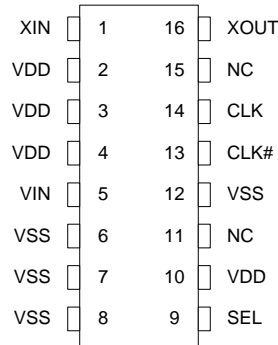 XIN 1 16 XOUT
VDD 2 15 NC
VDD 3 14 CLK
VDD 4 13 CLK#
VIN 5 12 VSS
VSS 6 11 NC
VSS 7 10 VDD
VSS 8 9 SEL